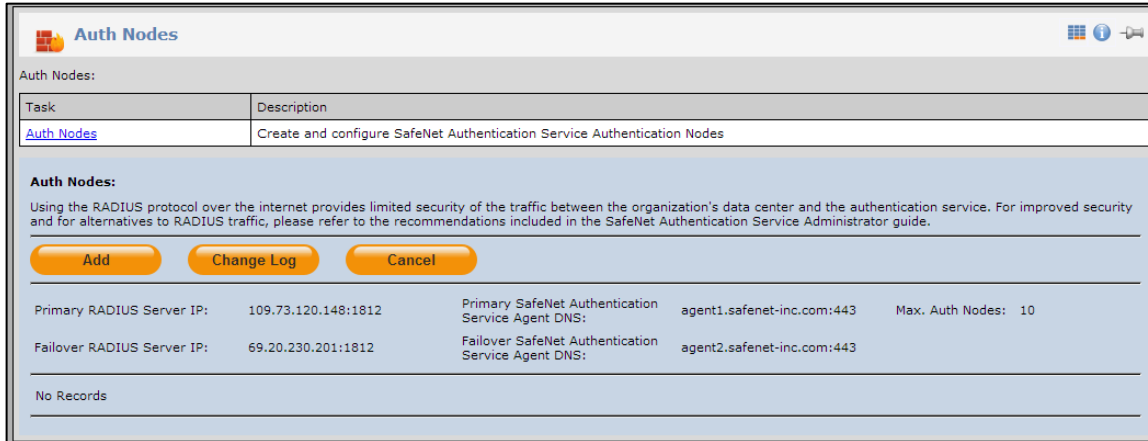 Auth Nodes
Auth Nodes:
Task Description
Auth Nodes Create and configure SafeNet Authentication Service Authentication Nodes
Auth Nodes:
Using the RADIUS protocol over the internet provides limited security of the traffic between the organization's data center and the authentication service. For improved security
and for alternatives to RADIUS traffic, please refer to the recommendations included in the SafeNet Authentication Service Administrator guide.
Add Change Log Cancel
Primary RADIUS Server IP: 109.73.120.148:1812 Primary SafeNet Authentication Service Agent DNS: agent1.safenet-inc.com:443 Max. Auth Nodes: 10
Failover RADIUS Server IP: 69.20.230.201:1812 Failover SafeNet Authentication Service Agent DNS: agent2.safenet-inc.com:443
No Records